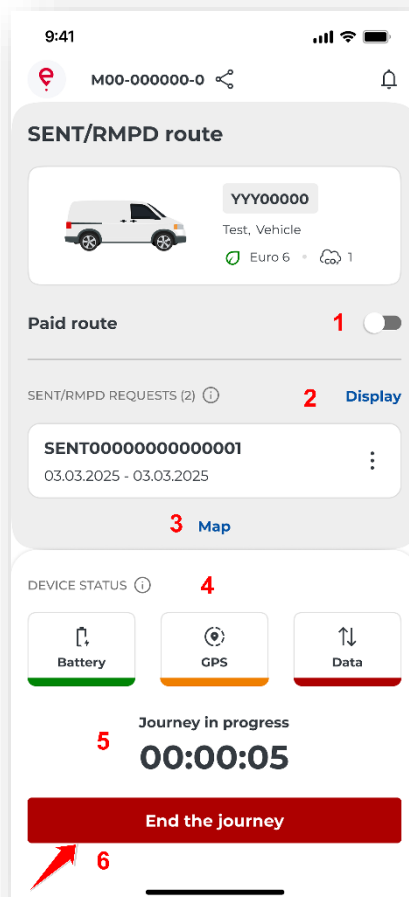 9:41
M00-000000-0
SENT/RMPD route
YYY00000
Test, Vehicle
Euro 6 • CO₂ 1
Paid route 1
SENT/RMPD REQUESTS (2) 2 Display
SENT00000000000001
03.03.2025 - 03.03.2025
3 Map
DEVICE STATUS 4
Battery GPS Data
Journey in progress
5 00:00:05
End the journey
6